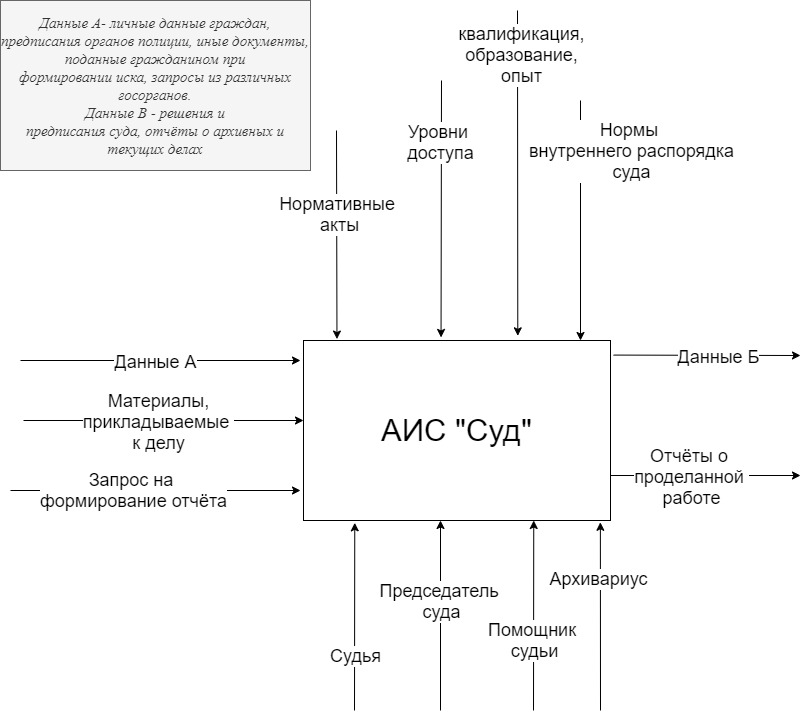 Данные А- личные данные граждан,
предписания органов полиции, иные документы,
поданные гражданином при
формировании иска, запросы из различных
госорганов.
Данные В - решения и
предписания суда, отчёты о архивных и
текущих делах
квалификация,
образование,
опыт
Уровни
доступа
Нормы
внутреннего распорядка
суда
Нормативные
акты
Данные А
Материалы,
прикладываемые
к делу
Запрос на
формирование отчёта
АИС "Суд"
Данные Б
Отчёты о
проделанной
работе
Судья
Председатель
суда
Помощник
судьи
Архивариус